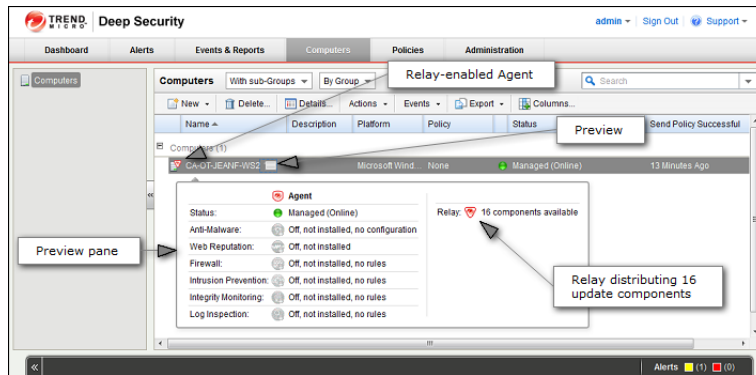 TREND MICRO Deep Security
admin Sign Out Support
Dashboard Alerts Events & Reports Computers Policies Administration
Computers
Computers With sub-Groups By Group Search
Relay-enabled Agent
New Delete... Details... Actions Events Export Columns...
Name Description Platform Policy Status Send Policy Successful
Preview
Computers (1)
CA-OT-JEANF-WS2 Microsoft Wind... None Managed (Online) 13 Minutes Ago
Agent
Status: Managed (Online)
Relay: 16 components available
Anti-Malware: Off, not installed, no configuration
Web Reputation: Off, not installed
Firewall: Off, not installed, no rules
Intrusion Prevention: Off, not installed, no rules
Integrity Monitoring: Off, not installed, no rules
Log Inspection: Off, not installed, no rules
Preview pane
Relay distributing 16
update components
Alerts (1) (0)